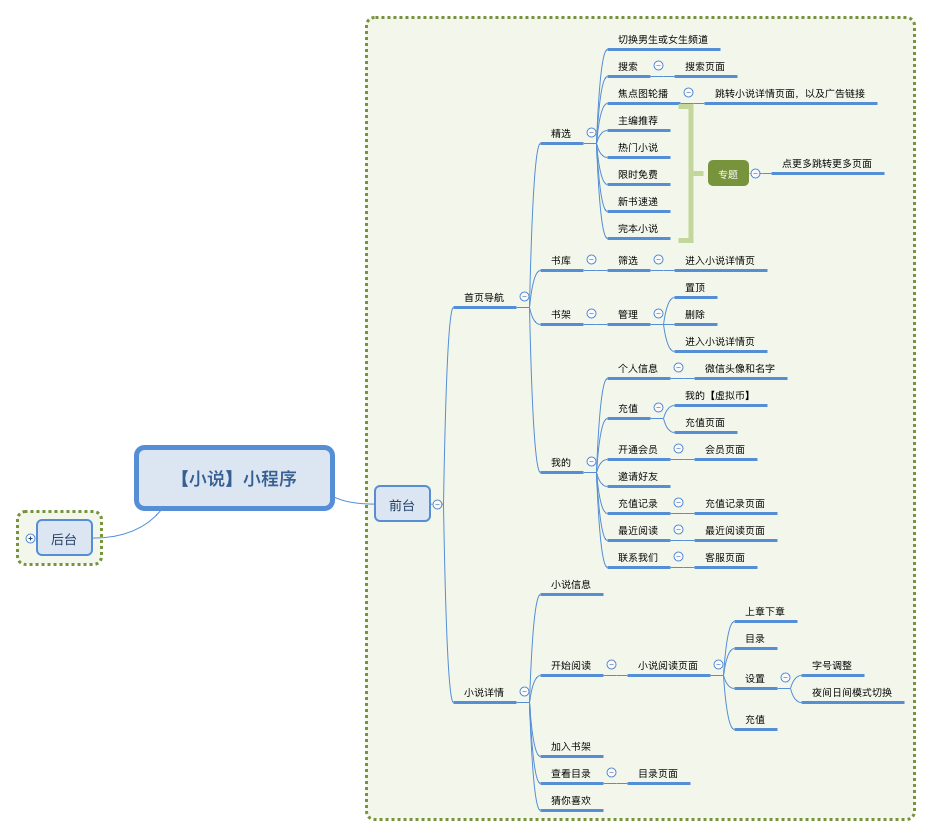 【小说】小程序
后台
前台
首页导航
精选
切换男生或女生频道
搜索
搜索页面
焦点图轮播
跳转小说详情页面，以及广告链接
主编推荐
热门小说
限时免费
新书速递
完本小说
专题
点更多跳转更多页面
书库
筛选
进入小说详情页
书架
管理
置顶
删除
进入小说详情页
我的
个人信息
微信头像和名字
充值
我的【虚拟币】
充值页面
开通会员
会员页面
邀请好友
充值记录
充值记录页面
最近阅读
最近阅读页面
联系我们
客服页面
小说详情
小说信息
开始阅读
小说阅读页面
上章下章
目录
设置
字号调整
夜间日间模式切换
充值
加入书架
查看目录
目录页面
猜你喜欢